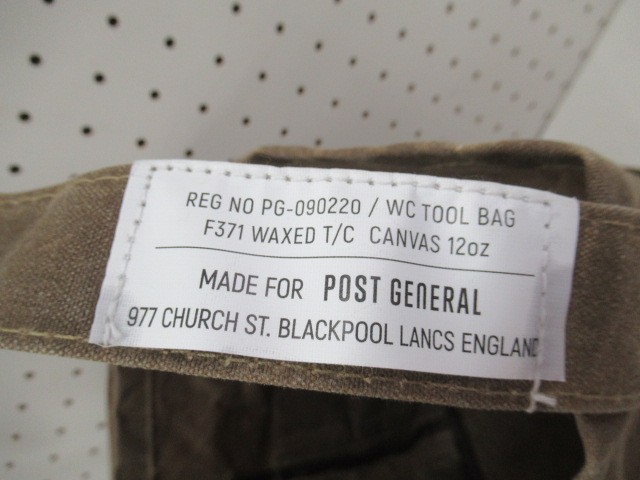 REG NO PG-090220 / WC TOOL BAG
F371 WAXED T/C CANVAS 12oz
MADE FOR POST GENERAL
977 CHURCH ST. BLACKPOOL LANCS ENGLAND